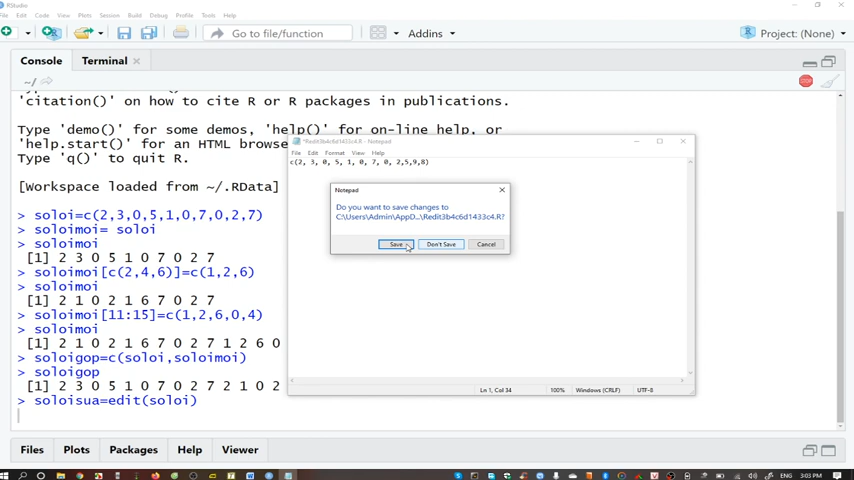 RStudio
File Edit Code View Plots Session Build Debug Profile Tools Help
Go to file/function
Addins
Project: (None)
Console Terminal
~/
'citation()' on how to cite R or R packages in publications.
Type 'demo()' for some demos, 'help()' for on-line help, or
'help.start()' for an HTML browse
Type 'q()' to quit R.
[Workspace loaded from ~/.RData]
> soloi=c(2,3,0,5,1,0,7,0,2,7)
> soloimoi= soloi
> soloimoi
[1] 2 3 0 5 1 0 7 0 2 7
> soloimoi[c(2,4,6)]=c(1,2,6)
> soloimoi
[1] 2 1 0 2 1 6 7 0 2 7
> soloimoi[11:15]=c(1,2,6,0,4)
> soloimoi
[1] 2 1 0 2 1 6 7 0 2 7 1 2 6 0
> soloigop=c(soloi,soloimoi)
> soloigop
[1] 2 3 0 5 1 0 7 0 2 7 2 1 0 2
> soloisua=edit(soloi)
*Redit3b4c6d1433c4.R - Notepad
File Edit Format View Help
c(2, 3, 0, 5, 1, 0, 7, 0, 2,5,9,8)
Notepad
Do you want to save changes to
C:\Users\Admin\AppD...\Redit3b4c6d1433c4.R?
Save Don't Save Cancel
Ln 1, Col 34 100% Windows (CRLF) UTF-8
Files Plots Packages Help Viewer
ENG 3:03 PM